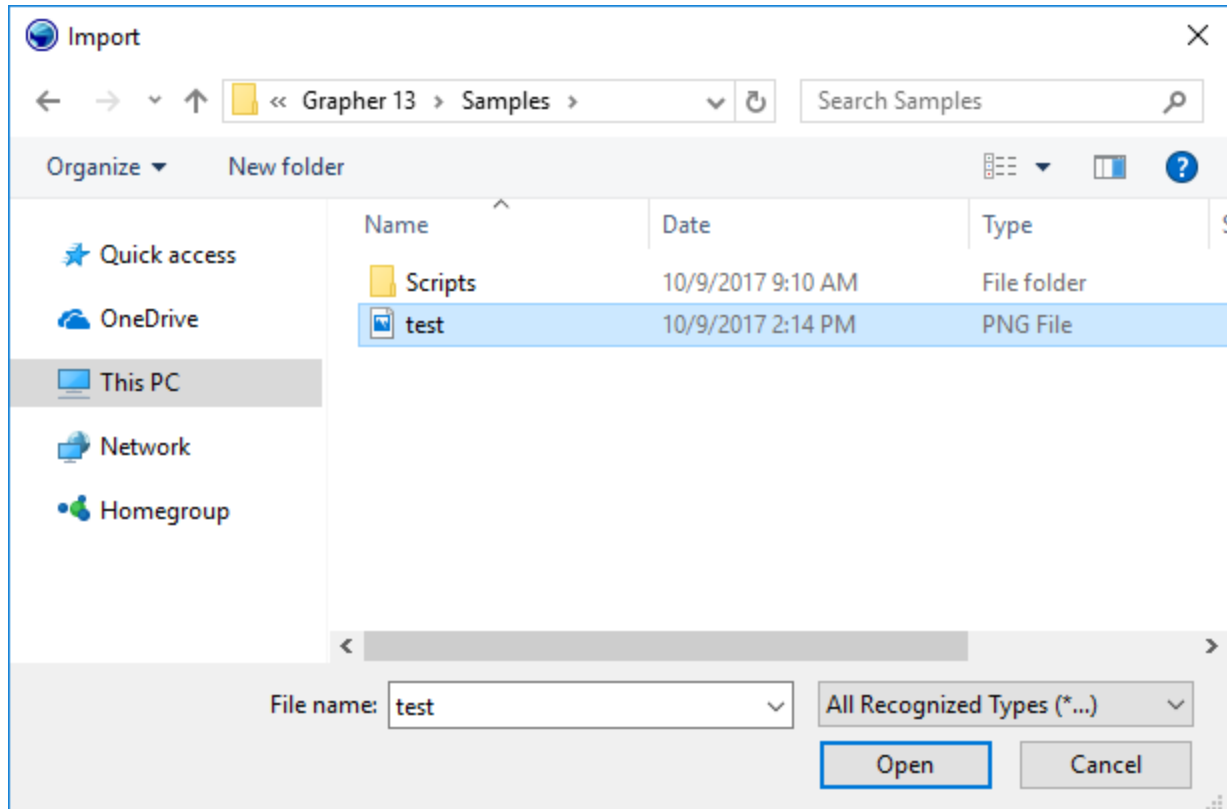 Import
« Grapher 13 > Samples >
Search Samples
Organize
New folder
Name
Date
Type
Quick access
OneDrive
This PC
Network
Homegroup
Scripts 10/9/2017 9:10 AM File folder
test 10/9/2017 2:14 PM PNG File
File name: test
All Recognized Types (*...)
Open
Cancel